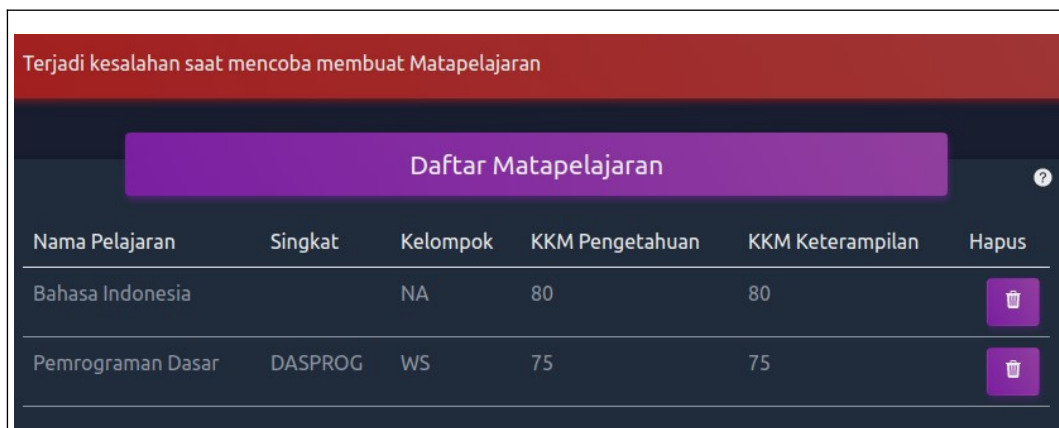 Terjadi kesalahan saat mencoba membuat Matapelajaran
Daftar Matapelajaran
?
Nama Pelajaran Singkat Kelompok KKM Pengetahuan KKM Keterampilan Hapus
Bahasa Indonesia NA 80 80
Pemrograman Dasar DASPROG WS 75 75